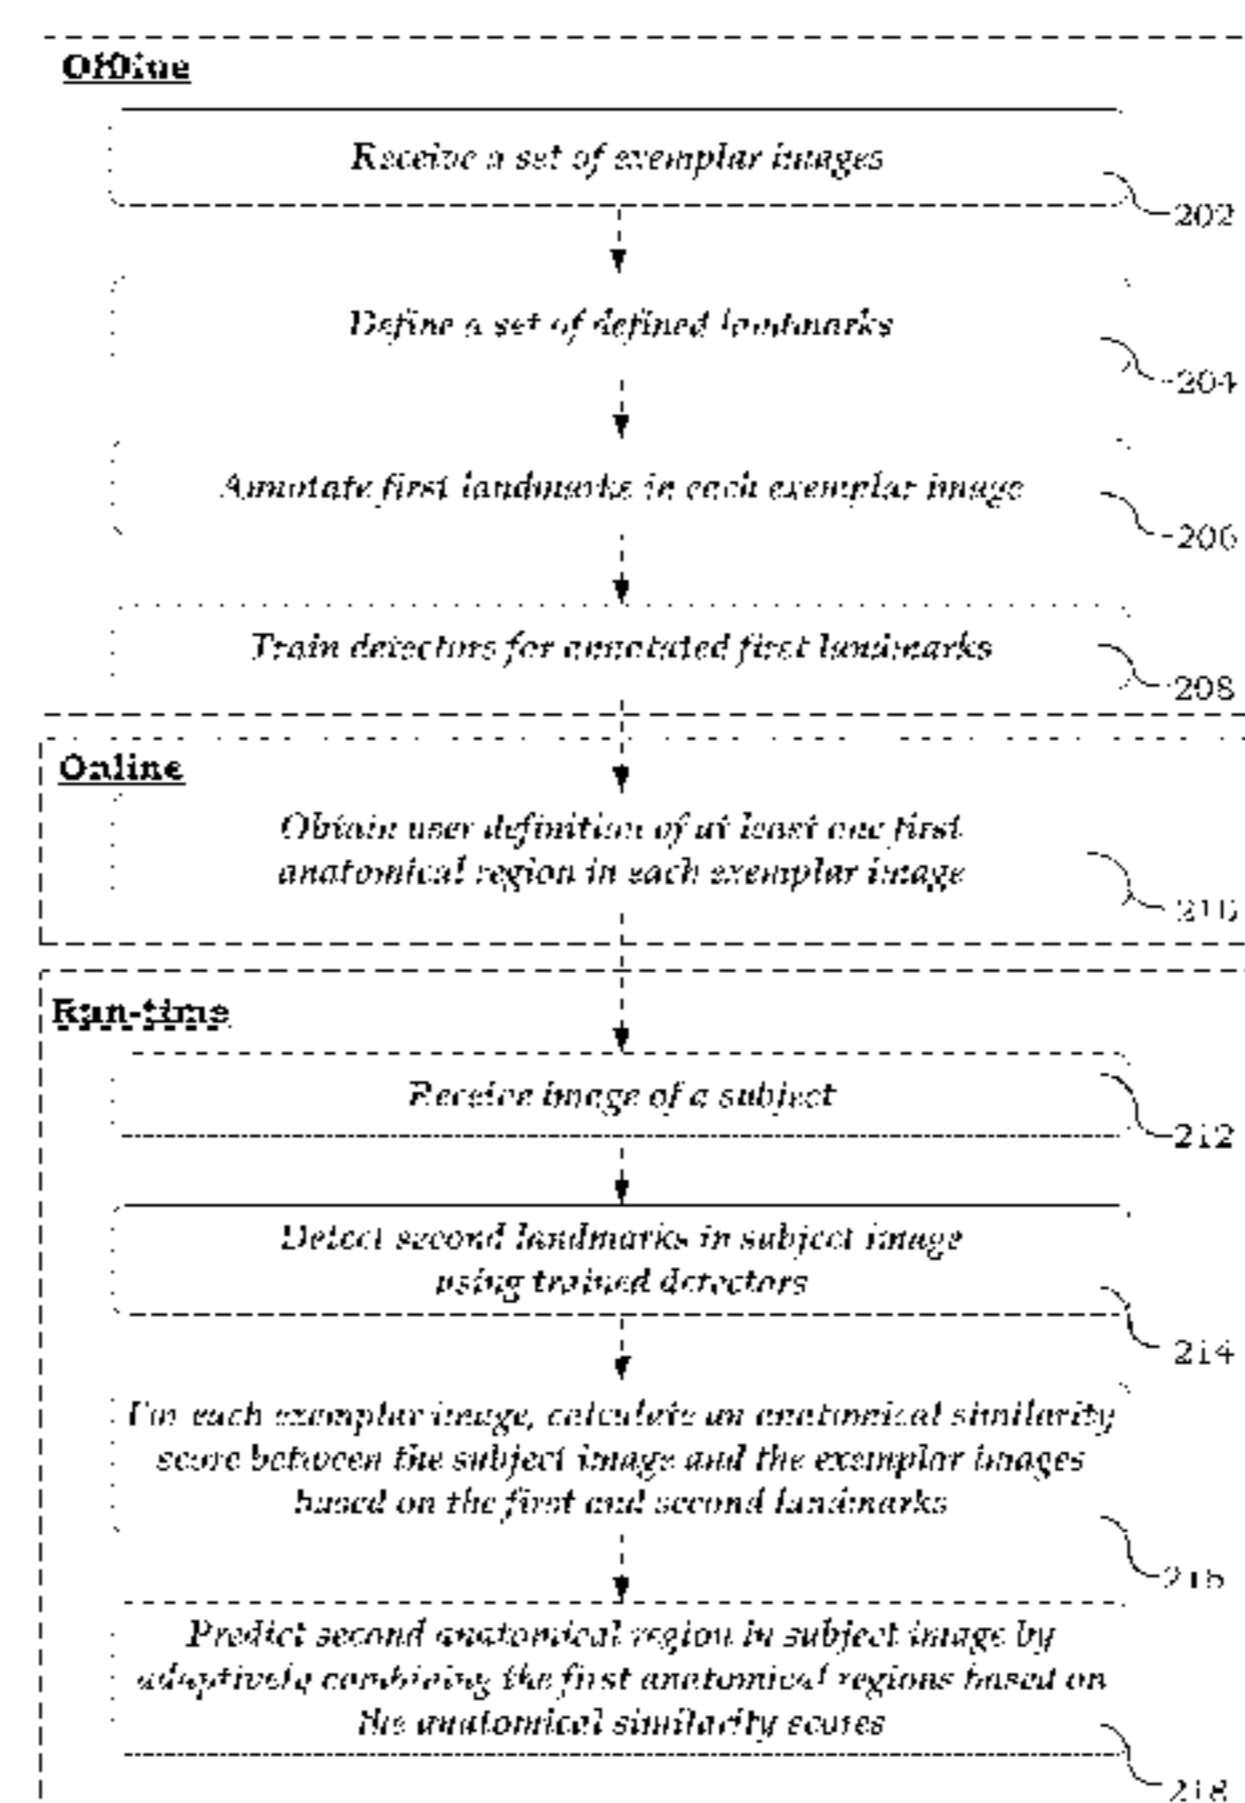 Offline
Receive a set of exemplar images
202
Define a set of defined landmarks
204
Annotate first landmarks in each exemplar image
206
Train detectors for annotated first landmarks
208
Online
Obtain user definition of at least one first
anatomical region in each exemplar image
210
Run-time
Receive image of a subject
212
Detect second landmarks in subject image
using trained detectors
214
For each exemplar image, calculate an anatomical similarity
score between the subject image and the exemplar images
based on the first and second landmarks
216
Predict second anatomical region in subject image by
adaptively combining the first anatomical regions based on
the anatomical similarity scores
218